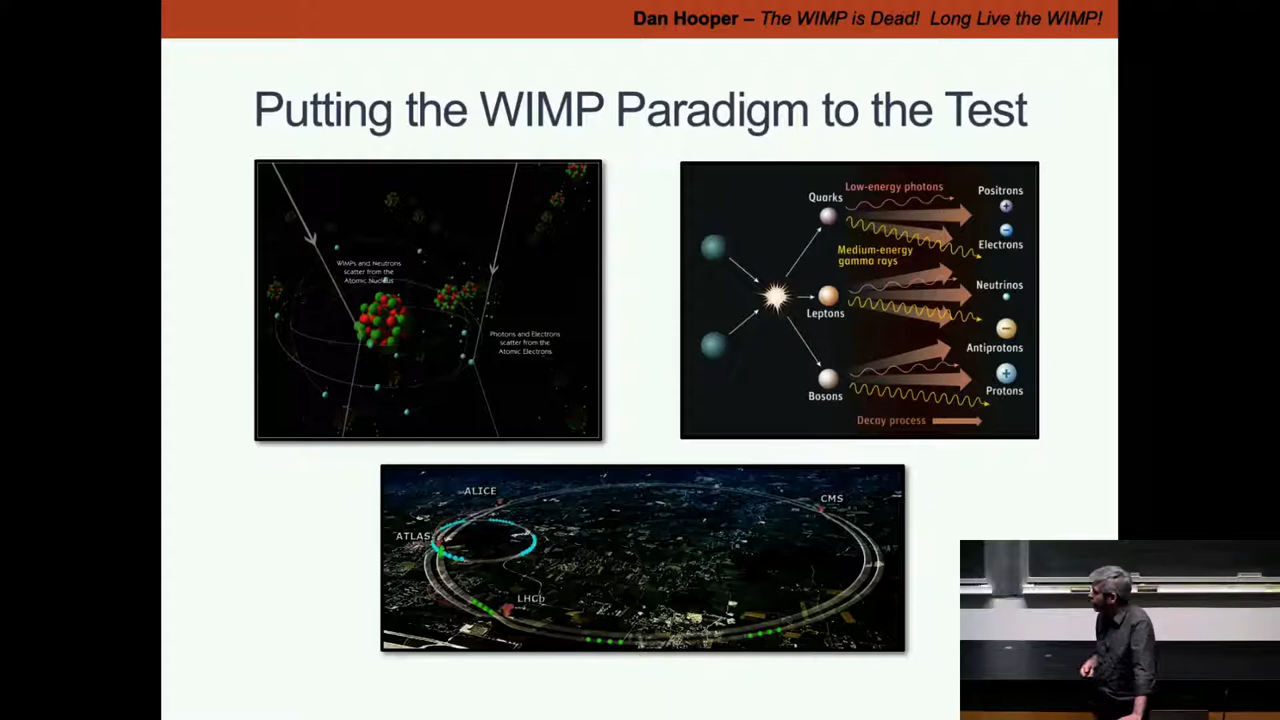 Dan Hooper – The WIMP is Dead! Long Live the WIMP!
Putting the WIMP Paradigm to the Test
WIMPs and Neutrons
scatter from the
Atomic Nucleus
Photons and Electrons
scatter from the
Atomic Electrons
Quarks
Low-energy photons
Positrons
Electrons
Medium-energy
gamma rays
Neutrinos
Leptons
Antiprotons
Protons
Bosons
Decay process
ALICE
CMS
ATLAS
LHCb